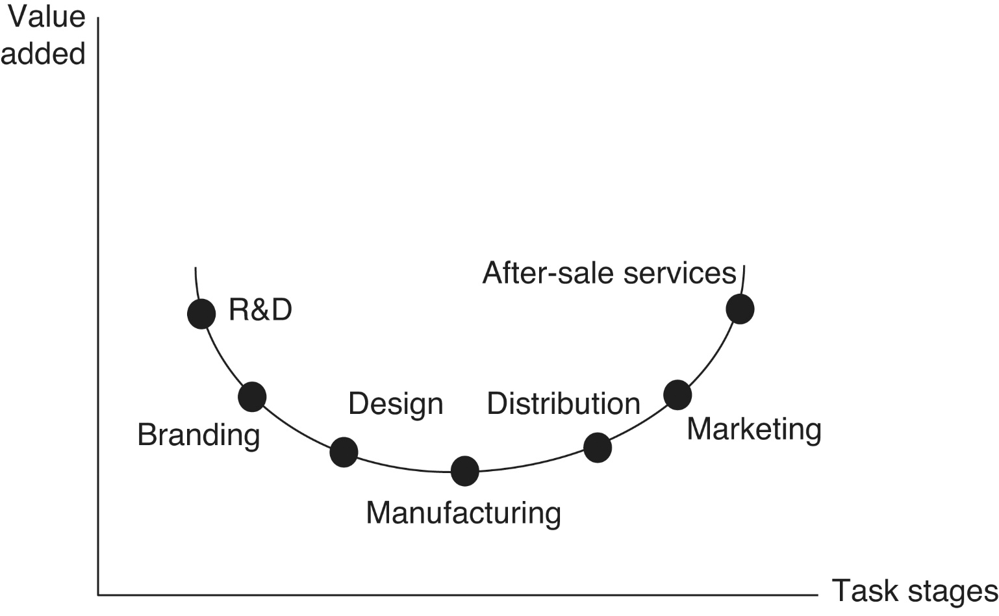 Value
added
After-sale services
R&D
Design
Distribution
Branding
Marketing
Manufacturing
Task stages